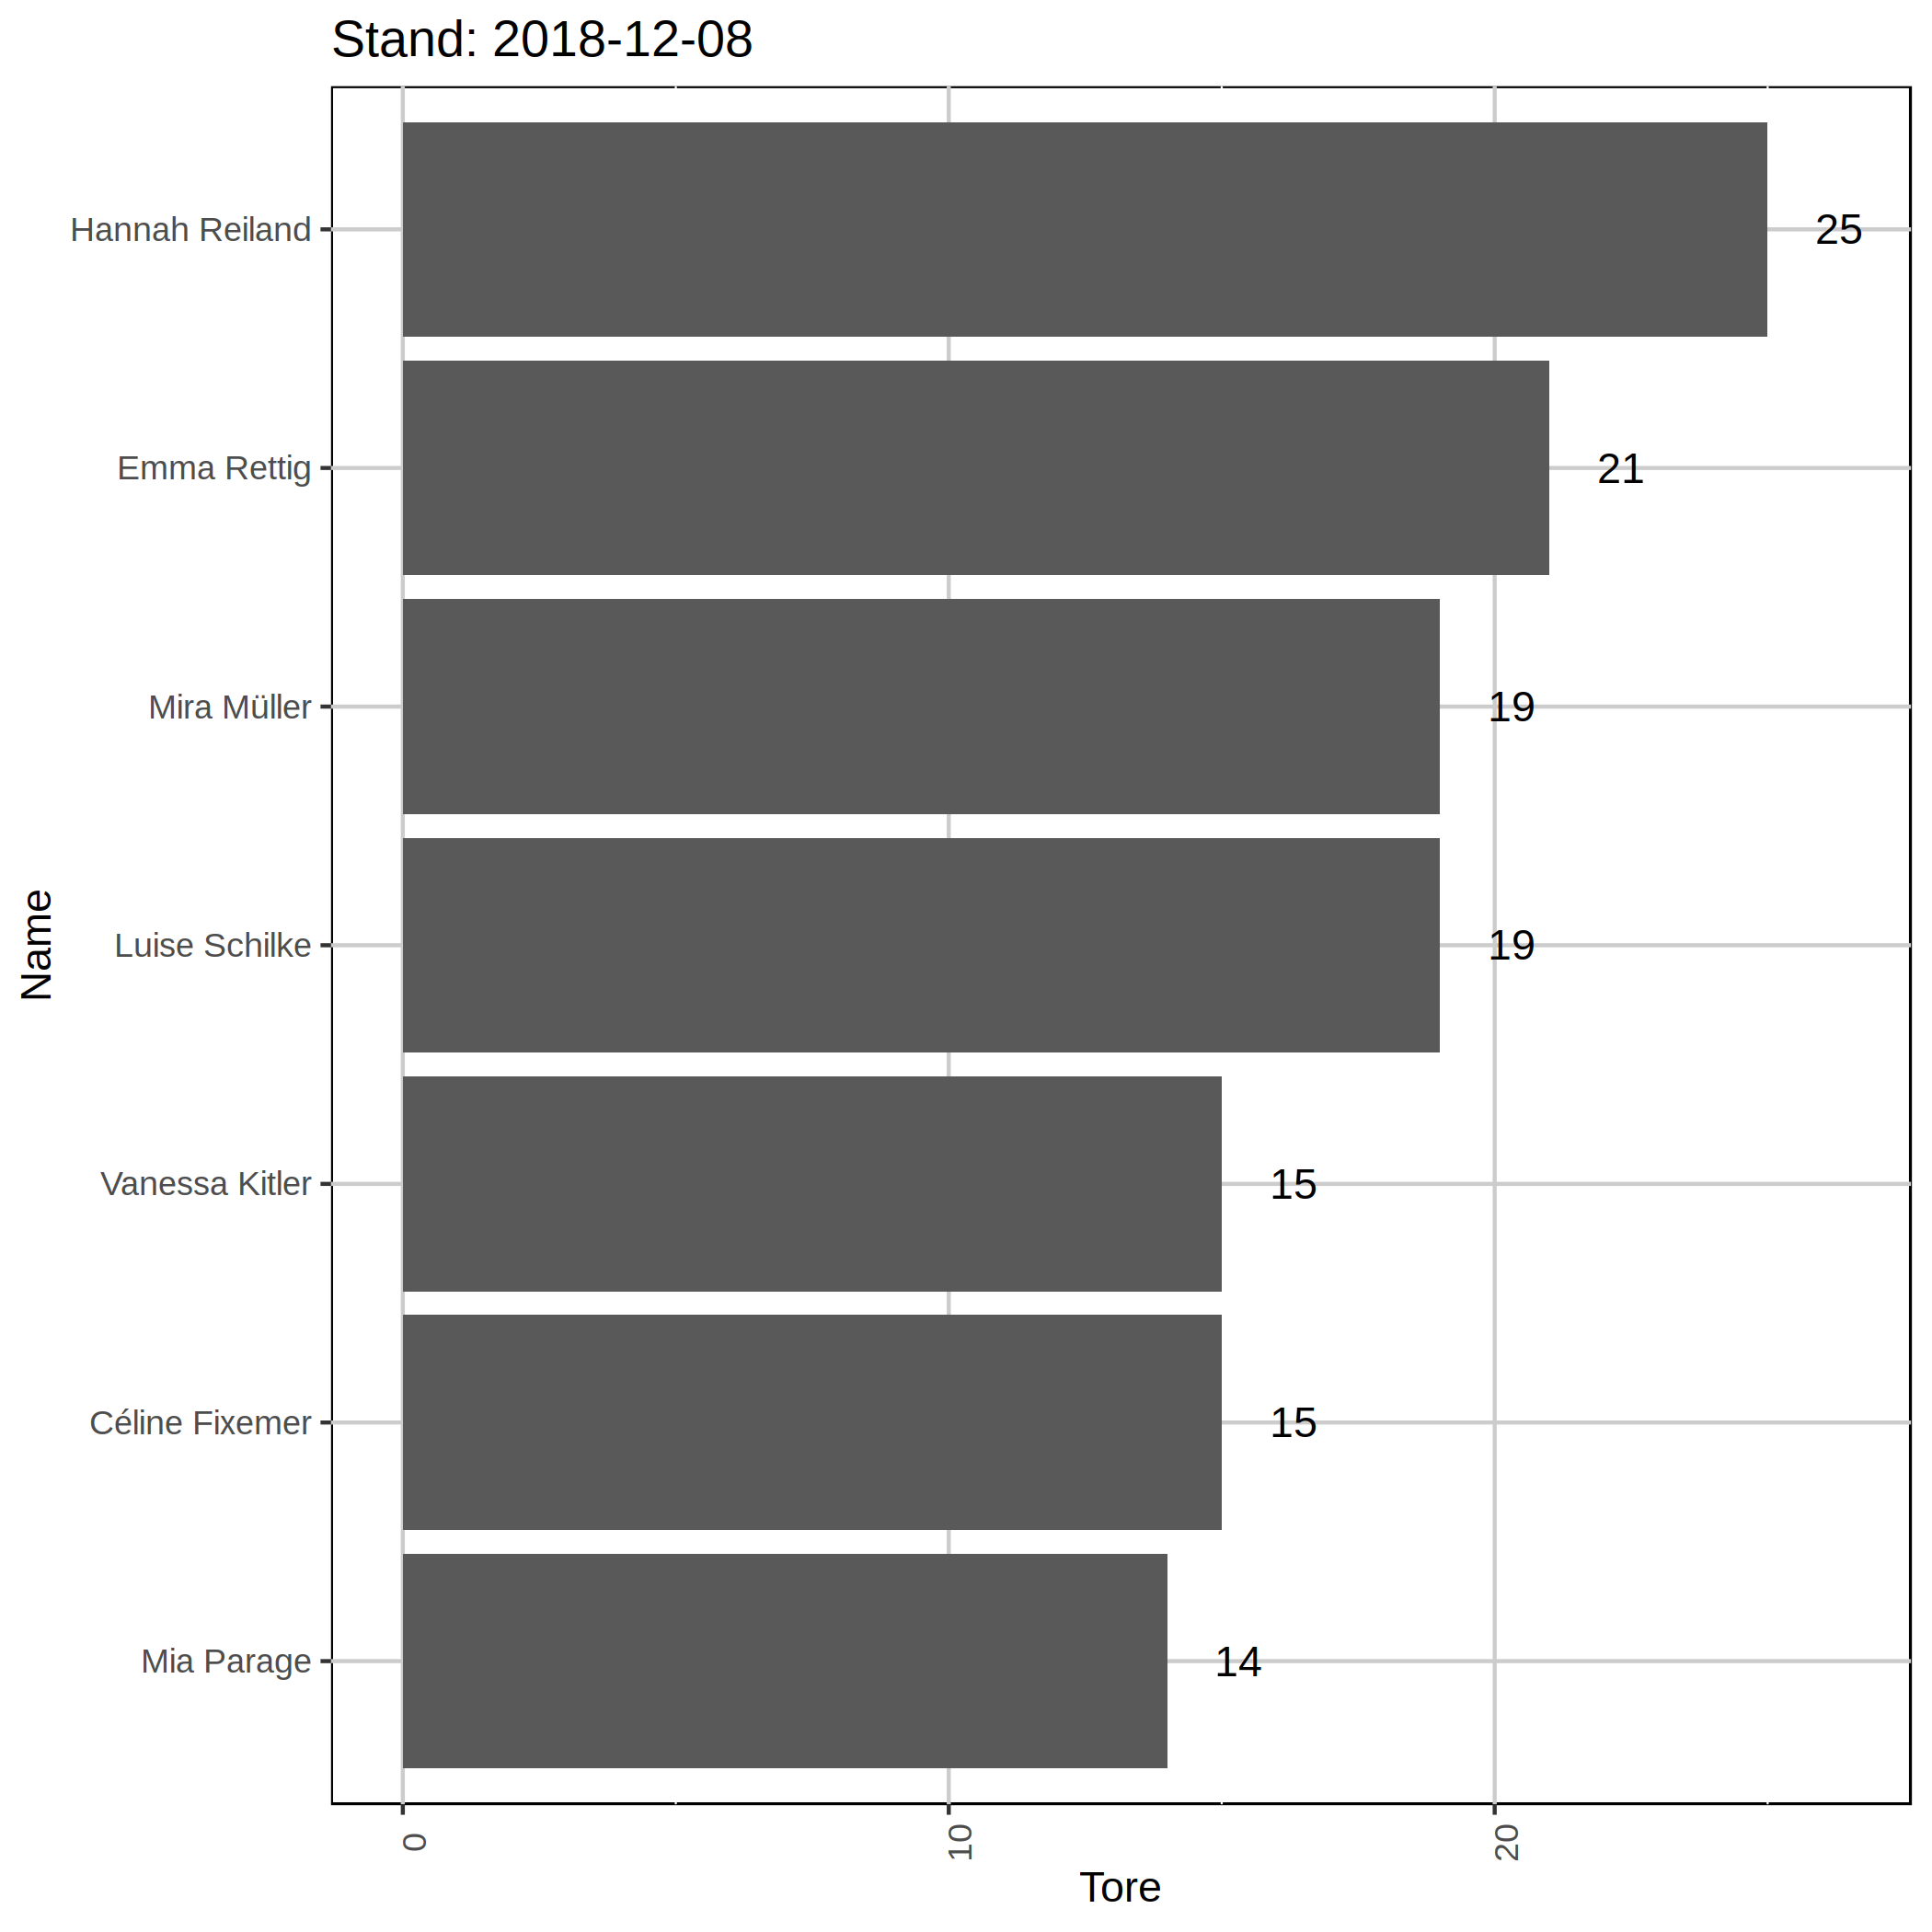 Stand: 2018-12-08
Name
Hannah Reiland
25
Emma Rettig
21
Mira Müller
19
Luise Schilke
19
Vanessa Kitler
15
Céline Fixemer
15
Mia Parage
14
0
10
20
Tore